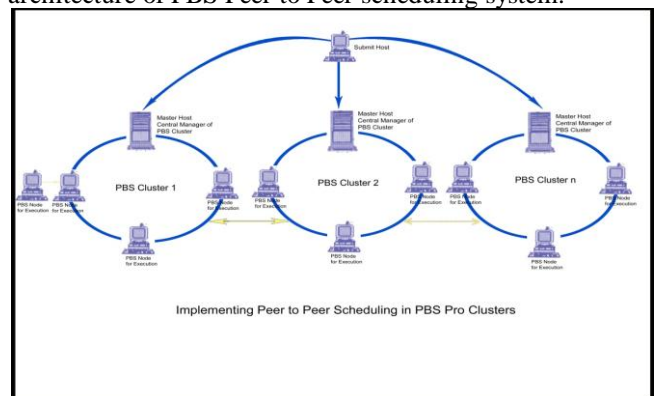 architecture of PBS Peer to Peer scheduling system.
Submit Host
Master Host
Central Manager of
PBS Cluster
Master Host
Central Manager of
PBS Cluster
Master Host
Central Manager of
PBS Cluster
PBS Cluster 1
PBS Cluster 2
PBS Cluster n
PBS Node
for Execution
PBS Node
for Execution
PBS Node
for Execution
PBS Node
for Execution
PBS Node
for Execution
PBS Node
for Execution
PBS Node
for Execution
PBS Node
for Execution
PBS Node
for Execution
PBS Node
for Execution
Implementing Peer to Peer Scheduling in PBS Pro Clusters